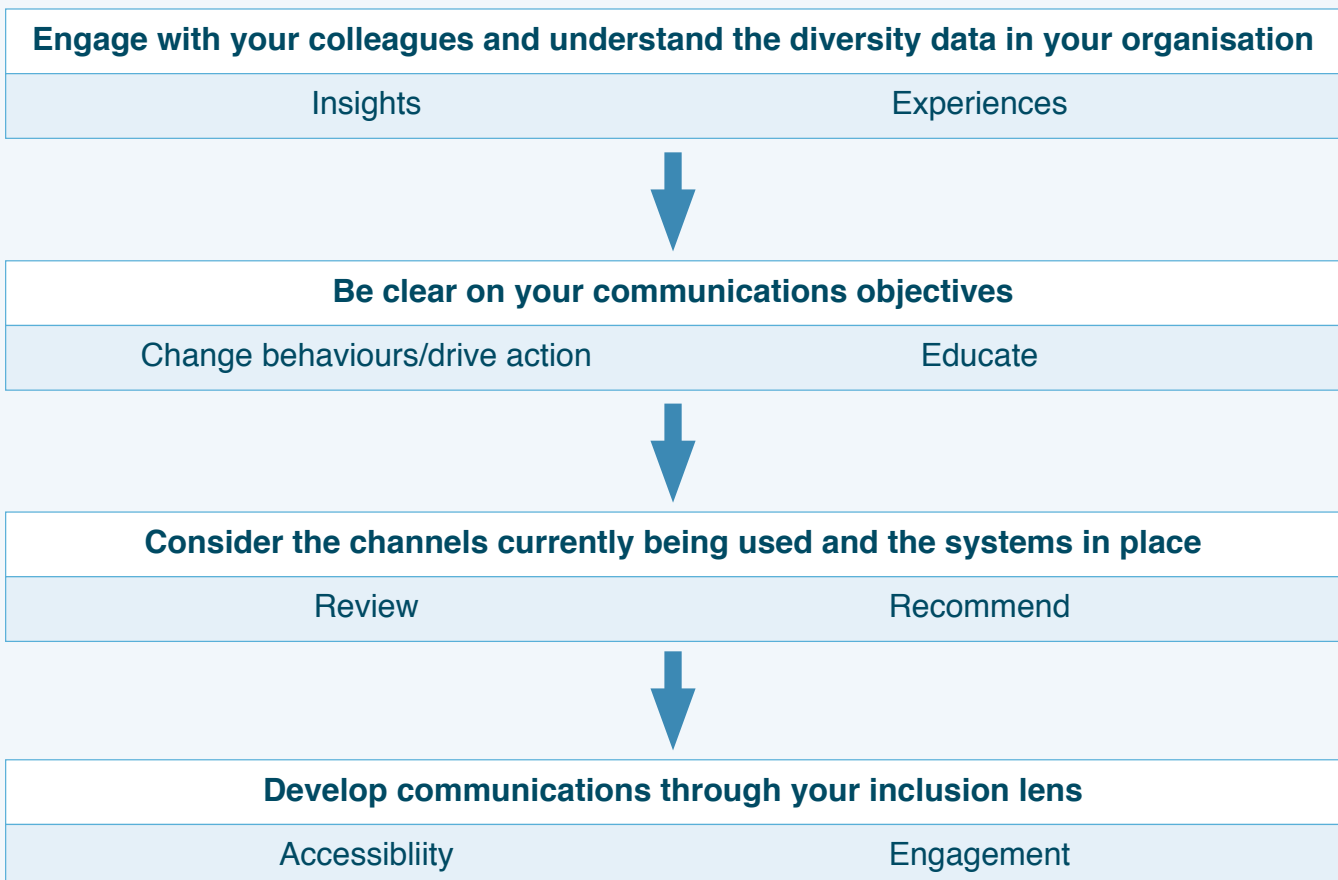 Engage with your colleagues and understand the diversity data in your organisation
Insights Experiences
Be clear on your communications objectives
Change behaviours/drive action Educate
Consider the channels currently being used and the systems in place
Review Recommend
Develop communications through your inclusion lens
Accessibliity Engagement